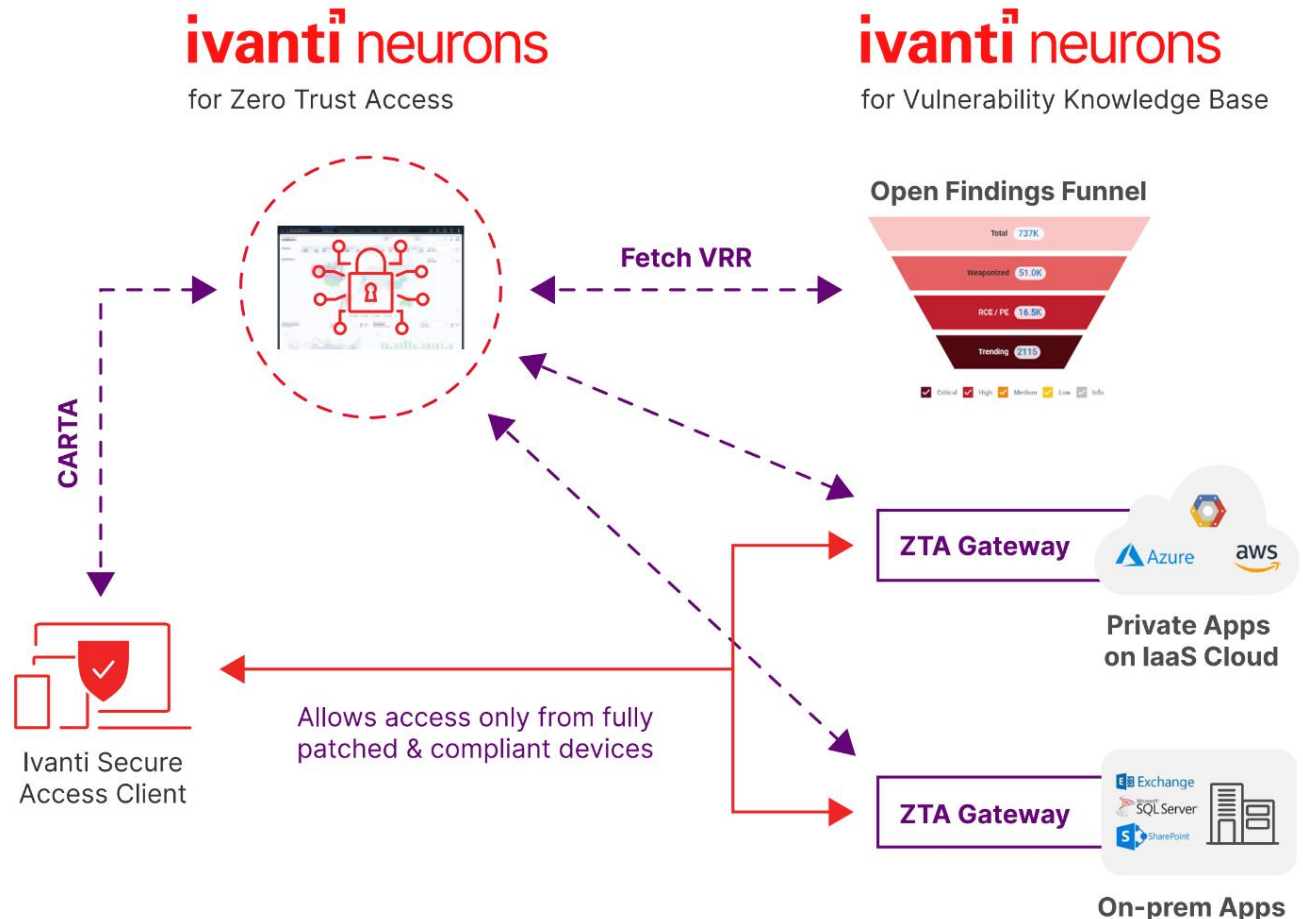 ivanti neurons
for Zero Trust Access
ivanti neurons
for Vulnerability Knowledge Base
Open Findings Funnel
Total 737K
Weaponized 51.0K
RCE / PE 16.5K
Trending 2115
Critical High Medium Low Info
Fetch VRR
CARTA
ZTA Gateway
Azure
aws
Private Apps
on IaaS Cloud
Allows access only from fully
patched & compliant devices
Ivanti Secure
Access Client
ZTA Gateway
Exchange
Microsoft
SQL Server
SharePoint
On-prem Apps